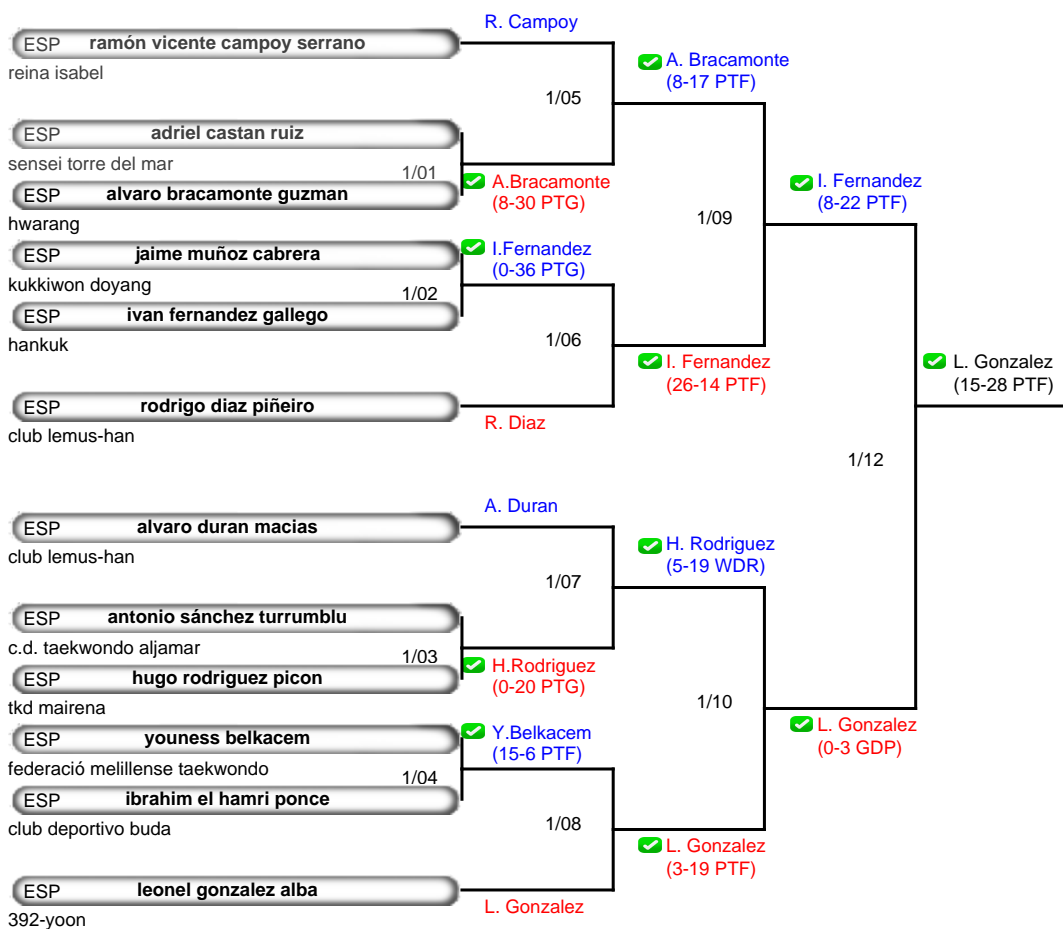 R. Campoy
ESP ramón vicente campoy serrano
reina isabel
A. Bracamonte
(8-17 PTF)
1/05
ESP adriel castan ruiz
sensei torre del mar
1/01
A.Bracamonte
(8-30 PTG)
ESP alvaro bracamonte guzman
hwarang
I. Fernandez
(8-22 PTF)
1/09
ESP jaime muñoz cabrera
kukkiwon doyang
I.Fernandez
(0-36 PTG)
1/02
ESP ivan fernandez gallego
hankuk
1/06
I. Fernandez
(26-14 PTF)
L. Gonzalez
(15-28 PTF)
ESP rodrigo diaz piñeiro
club lemus-han
R. Diaz
1/12
A. Duran
ESP alvaro duran macias
club lemus-han
H. Rodriguez
(5-19 WDR)
1/07
ESP antonio sánchez turrumblu
c.d. taekwondo aljamar
1/03
H.Rodriguez
(0-20 PTG)
ESP hugo rodriguez picon
tkd mairena
1/10
L. Gonzalez
(0-3 GDP)
ESP youness belkacem
federació melillense taekwondo
Y.Belkacem
(15-6 PTF)
1/04
ESP ibrahim el hamri ponce
club deportivo buda
1/08
L. Gonzalez
(3-19 PTF)
ESP leonel gonzalez alba
392-yoon
L. Gonzalez